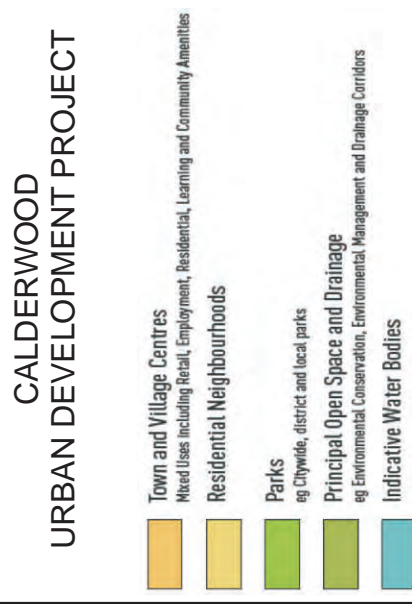 CALDERWOOD
URBAN DEVELOPMENT PROJECT
Town and Village Centres
Mixed Uses Including Retail, Employment, Residential, Learning and Community Amenities
Residential Neighbourhoods
Parks
eg Citywide, district and local parks
Principal Open Space and Drainage
eg Environmental Conservation, Environmental Management and Drainage Corridors
Indicative Water Bodies